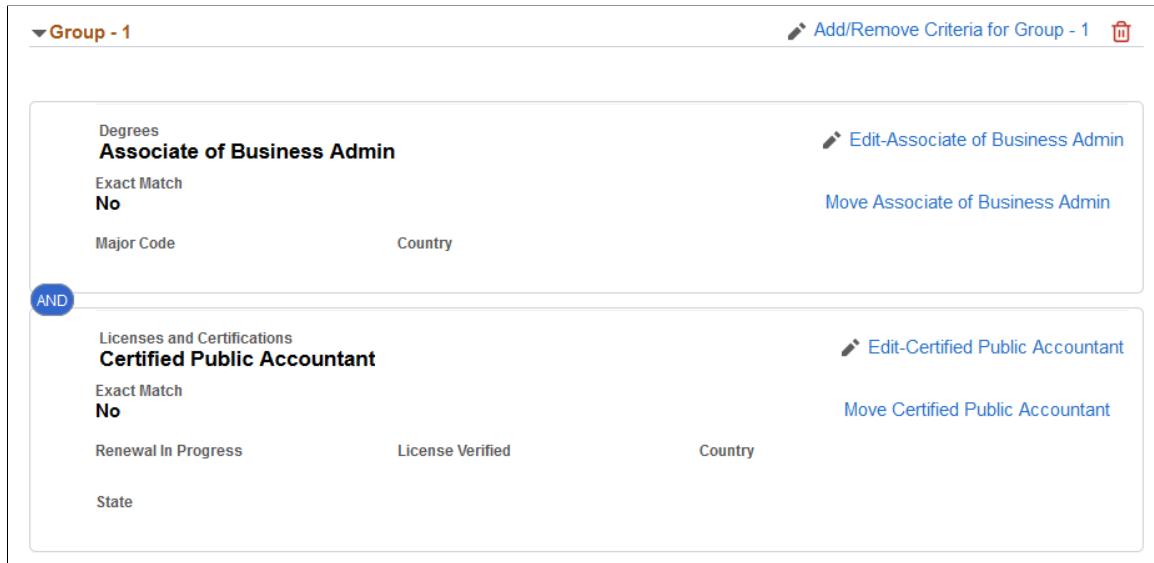 Group - 1
Add/Remove Criteria for Group - 1
Degrees
Associate of Business Admin
Edit-Associate of Business Admin
Exact Match
No
Move Associate of Business Admin
Major Code
Country
AND
Licenses and Certifications
Certified Public Accountant
Edit-Certified Public Accountant
Exact Match
No
Move Certified Public Accountant
Renewal In Progress
License Verified
Country
State